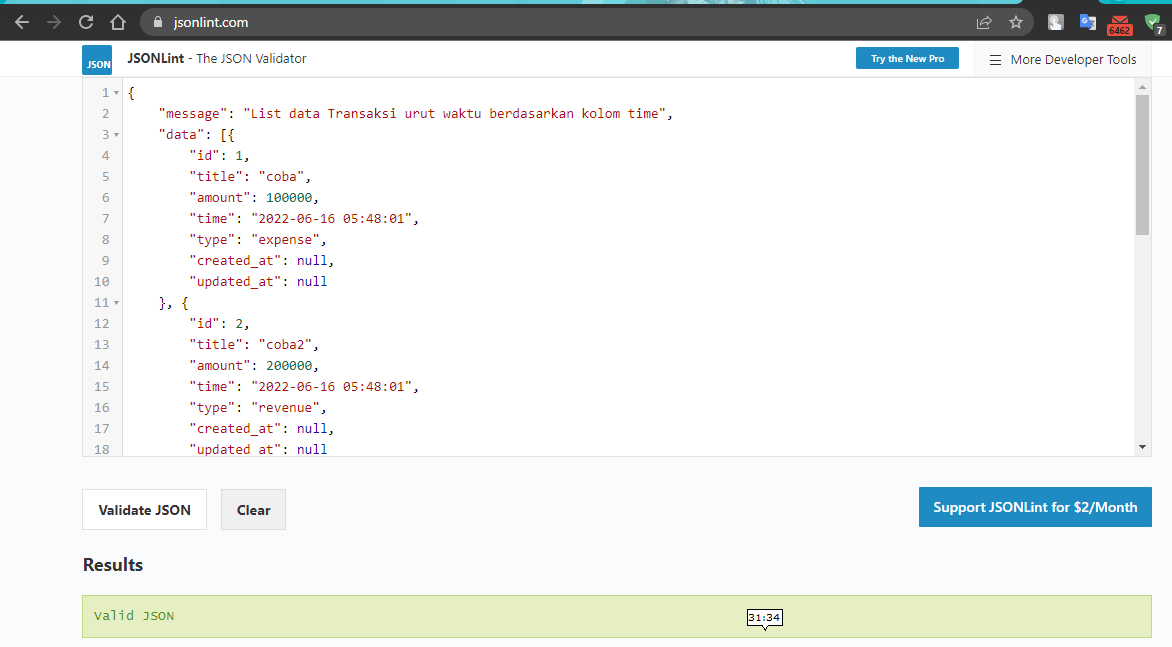 jsonlint.com
6462
7
JSON
JSONLint - The JSON Validator
Try the New Pro
More Developer Tools
1 {
2 "message": "List data Transaksi urut waktu berdasarkan kolom time",
3 "data": [{
4 "id": 1,
5 "title": "coba",
6 "amount": 100000,
7 "time": "2022-06-16 05:48:01",
8 "type": "expense",
9 "created_at": null,
10 "updated_at": null
11 }, {
12 "id": 2,
13 "title": "coba2",
14 "amount": 200000,
15 "time": "2022-06-16 05:48:01",
16 "type": "revenue",
17 "created_at": null,
18 "updated_at": null
Validate JSON
Clear
Support JSONLint for $2/Month
Results
Valid JSON
31:34